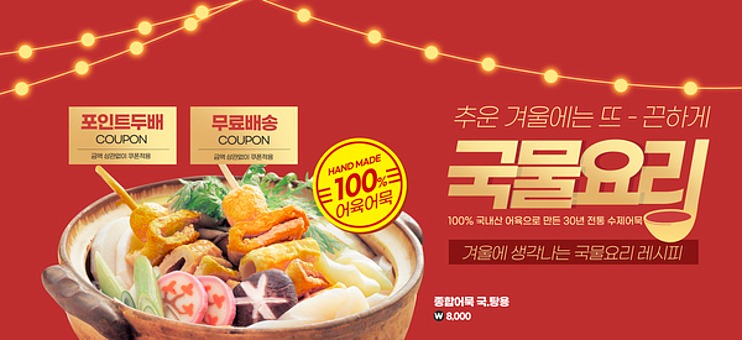 포인트두배
COUPON
금액 상관없이 쿠폰적용
무료배송
COUPON
금액 상관없이 쿠폰적용
HAND MADE
100%
어육어묵
추운 겨울에는 뜨 - 끈하게
국물요리
100% 국내산 어육으로 만든 30년 전통 수제어묵
겨울에 생각나는 국물요리 레시피
종합어묵 국.탕용
₩ 8,000